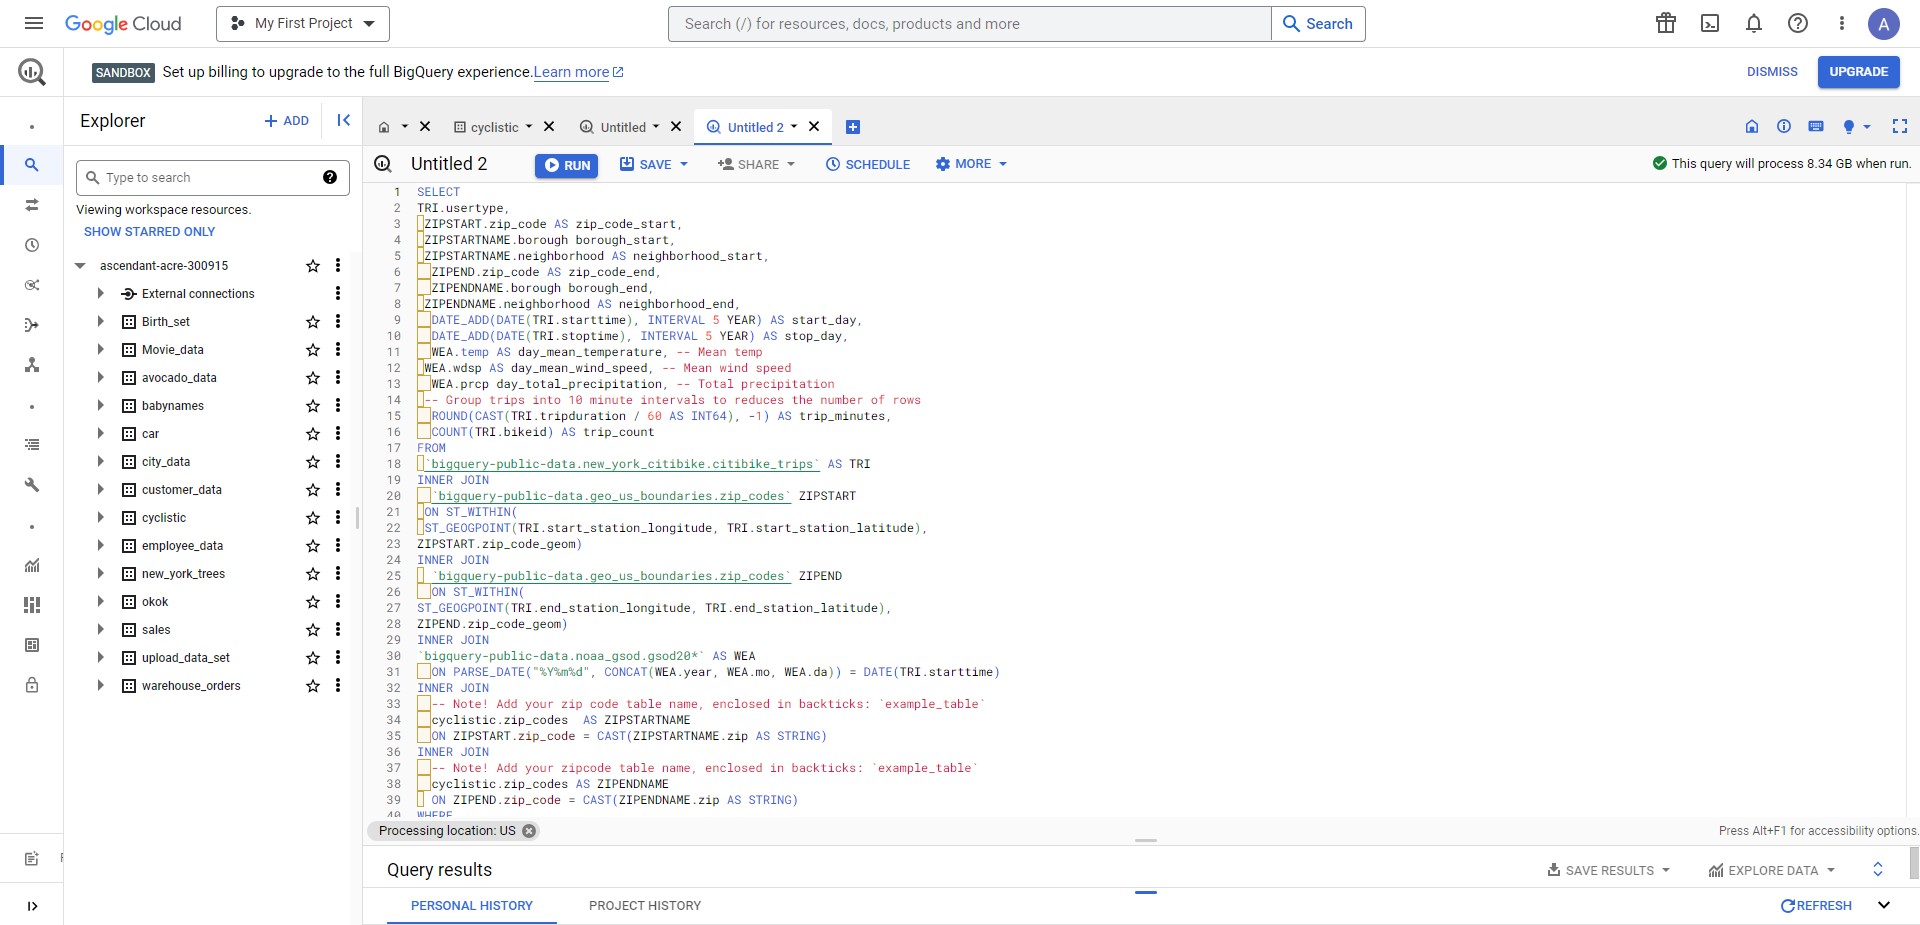 Google Cloud
My First Project
Search (/) for resources, docs, products and more
Search
A
SANDBOX Set up billing to upgrade to the full BigQuery experience. Learn more
DISMISS
UPGRADE
Explorer
+ ADD
Type to search
Viewing workspace resources.
SHOW STARRED ONLY
ascendant-acre-300915
External connections
Birth_set
Movie_data
avocado_data
babynames
car
city_data
customer_data
cyclistic
employee_data
new_york_trees
okok
sales
upload_data_set
warehouse_orders
cyclistic
Untitled
Untitled 2
Untitled 2
RUN
SAVE
SHARE
SCHEDULE
MORE
This query will process 8.34 GB when run.
1 SELECT
2 TRI.usertype,
3 ZIPSTART.zip_code AS zip_code_start,
4 ZIPSTARTNAME.borough borough_start,
5 ZIPSTARTNAME.neighborhood AS neighborhood_start,
6 ZIPEND.zip_code AS zip_code_end,
7 ZIPENDNAME.borough borough_end,
8 ZIPENDNAME.neighborhood AS neighborhood_end,
9 DATE_ADD(DATE(TRI.starttime), INTERVAL 5 YEAR) AS start_day,
10 DATE_ADD(DATE(TRI.stoptime), INTERVAL 5 YEAR) AS stop_day,
11 WEA.temp AS day_mean_temperature, -- Mean temp
12 WEA.wdsp AS day_mean_wind_speed, -- Mean wind speed
13 WEA.prcp day_total_precipitation, -- Total precipitation
14 -- Group trips into 10 minute intervals to reduces the number of rows
15 ROUND(CAST(TRI.tripduration / 60 AS INT64), -1) AS trip_minutes,
16 COUNT(TRI.bikeid) AS trip_count
17 FROM
18 `bigquery-public-data.new_york_citibike.citibike_trips` AS TRI
19 INNER JOIN
20 `bigquery-public-data.geo_us_boundaries.zip_codes` ZIPSTART
21 ON ST_WITHIN(
22 ST_GEOGPOINT(TRI.start_station_longitude, TRI.start_station_latitude),
23 ZIPSTART.zip_code_geom)
24 INNER JOIN
25 `bigquery-public-data.geo_us_boundaries.zip_codes` ZIPEND
26 ON ST_WITHIN(
27 ST_GEOGPOINT(TRI.end_station_longitude, TRI.end_station_latitude),
28 ZIPEND.zip_code_geom)
29 INNER JOIN
30 `bigquery-public-data.noaa_gsod.gsod20*` AS WEA
31 ON PARSE_DATE("%Y%m%d", CONCAT(WEA.year, WEA.mo, WEA.da)) = DATE(TRI.starttime)
32 INNER JOIN
33 -- Note! Add your zip code table name, enclosed in backticks: `example_table`
34 cyclistic.zip_codes AS ZIPSTARTNAME
35 ON ZIPSTART.zip_code = CAST(ZIPSTARTNAME.zip AS STRING)
36 INNER JOIN
37 -- Note! Add your zipcode table name, enclosed in backticks: `example_table`
38 cyclistic.zip_codes AS ZIPENDNAME
39 ON ZIPEND.zip_code = CAST(ZIPENDNAME.zip AS STRING)
40 WHERE
Processing location: US
Press Alt+F1 for accessibility options.
Query results
SAVE RESULTS
EXPLORE DATA
PERSONAL HISTORY
PROJECT HISTORY
REFRESH